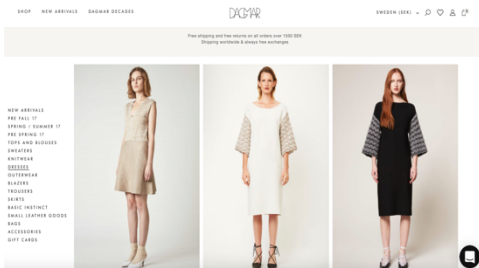 SHOP NEW ARRIVALS DAGMAR DECADES
DAGMAR
SWEDEN (SEK)
Free shipping and free returns on all orders over 1500 SEK
Shipping worldwide & always free exchanges
NEW ARRIVALS
PRE FALL 17
SPRING / SUMMER 17
PRE SPRING 17
TOPS AND BLOUSES
SWEATERS
KNITWEAR
DRESSES
OUTERWEAR
BLAZERS
TROUSERS
SKIRTS
BASIC INSTINCT
SMALL LEATHER GOODS
BAGS
ACCESSORIES
GIFT CARDS